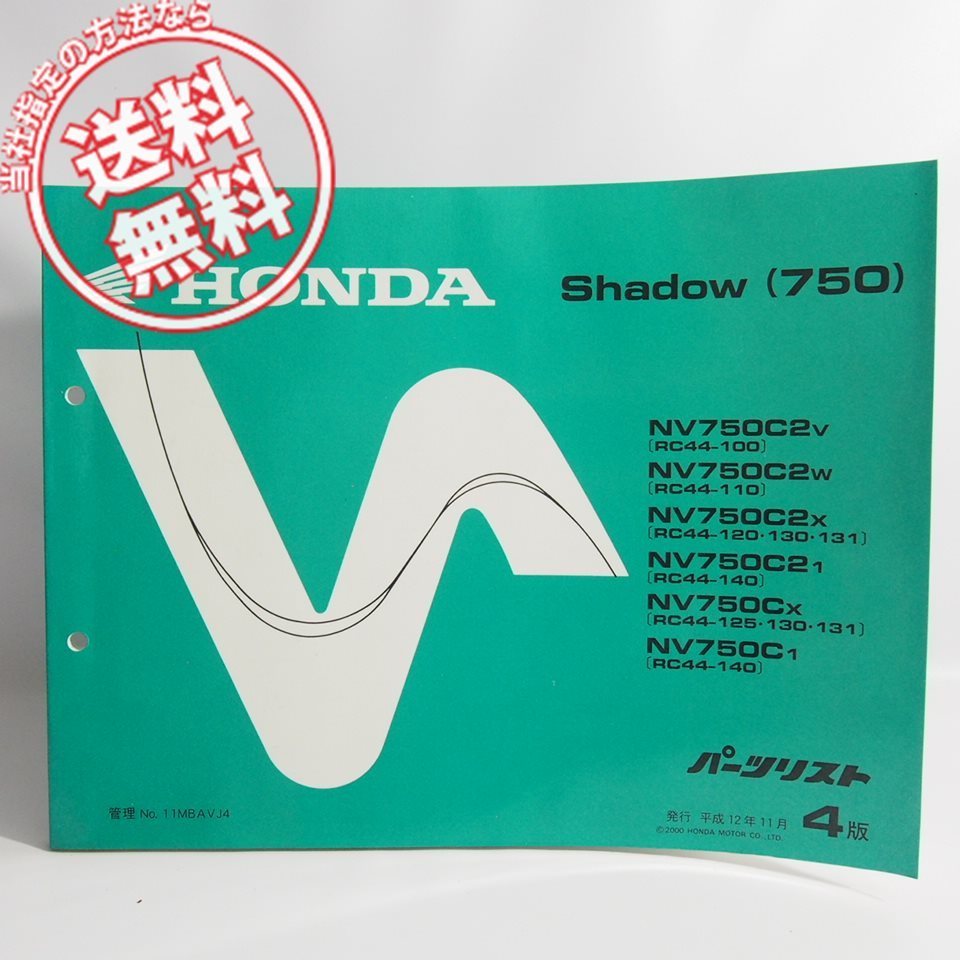 当社指定の方法なら
送料
無料
HONDA
Shadow (750)
NV750C2V
[RC44-100]
NV750C2W
[RC44-110]
NV750C2X
[RC44-120・130・131]
NV750C21
[RC44-140]
NV750CX
[RC44-125・130・131]
NV750C1
[RC44-140]
パーツリスト
管理 No. 11MBAVJ4
発行 平成12年11月 4版
©2000 HONDA MOTOR CO.,LTD.